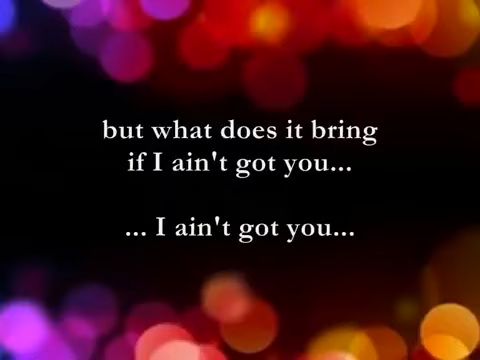 but what does it bring
if I ain't got you...
... I ain't got you...